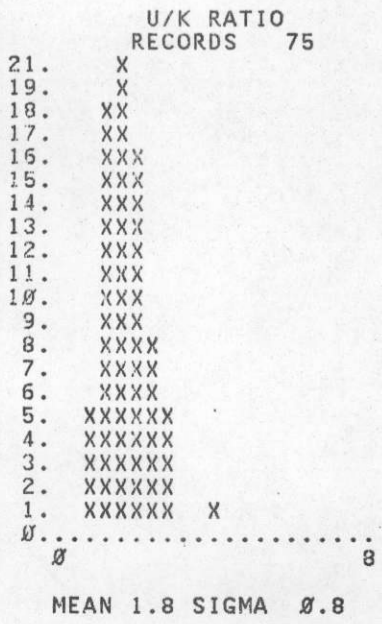 U/K RATIO
RECORDS 75
21. X
19. X
18. XX
17. XX
16. XXX
15. XXX
14. XXX
13. XXX
12. XXX
11. XXX
1Ø. XXX
9. XXX
8. XXXX
7. XXXX
6. XXXX
5. XXXXXX
4. XXXXXX
3. XXXXXX
2. XXXXXX
1. XXXXXX X
Ø....................
Ø 8
MEAN 1.8 SIGMA Ø.8